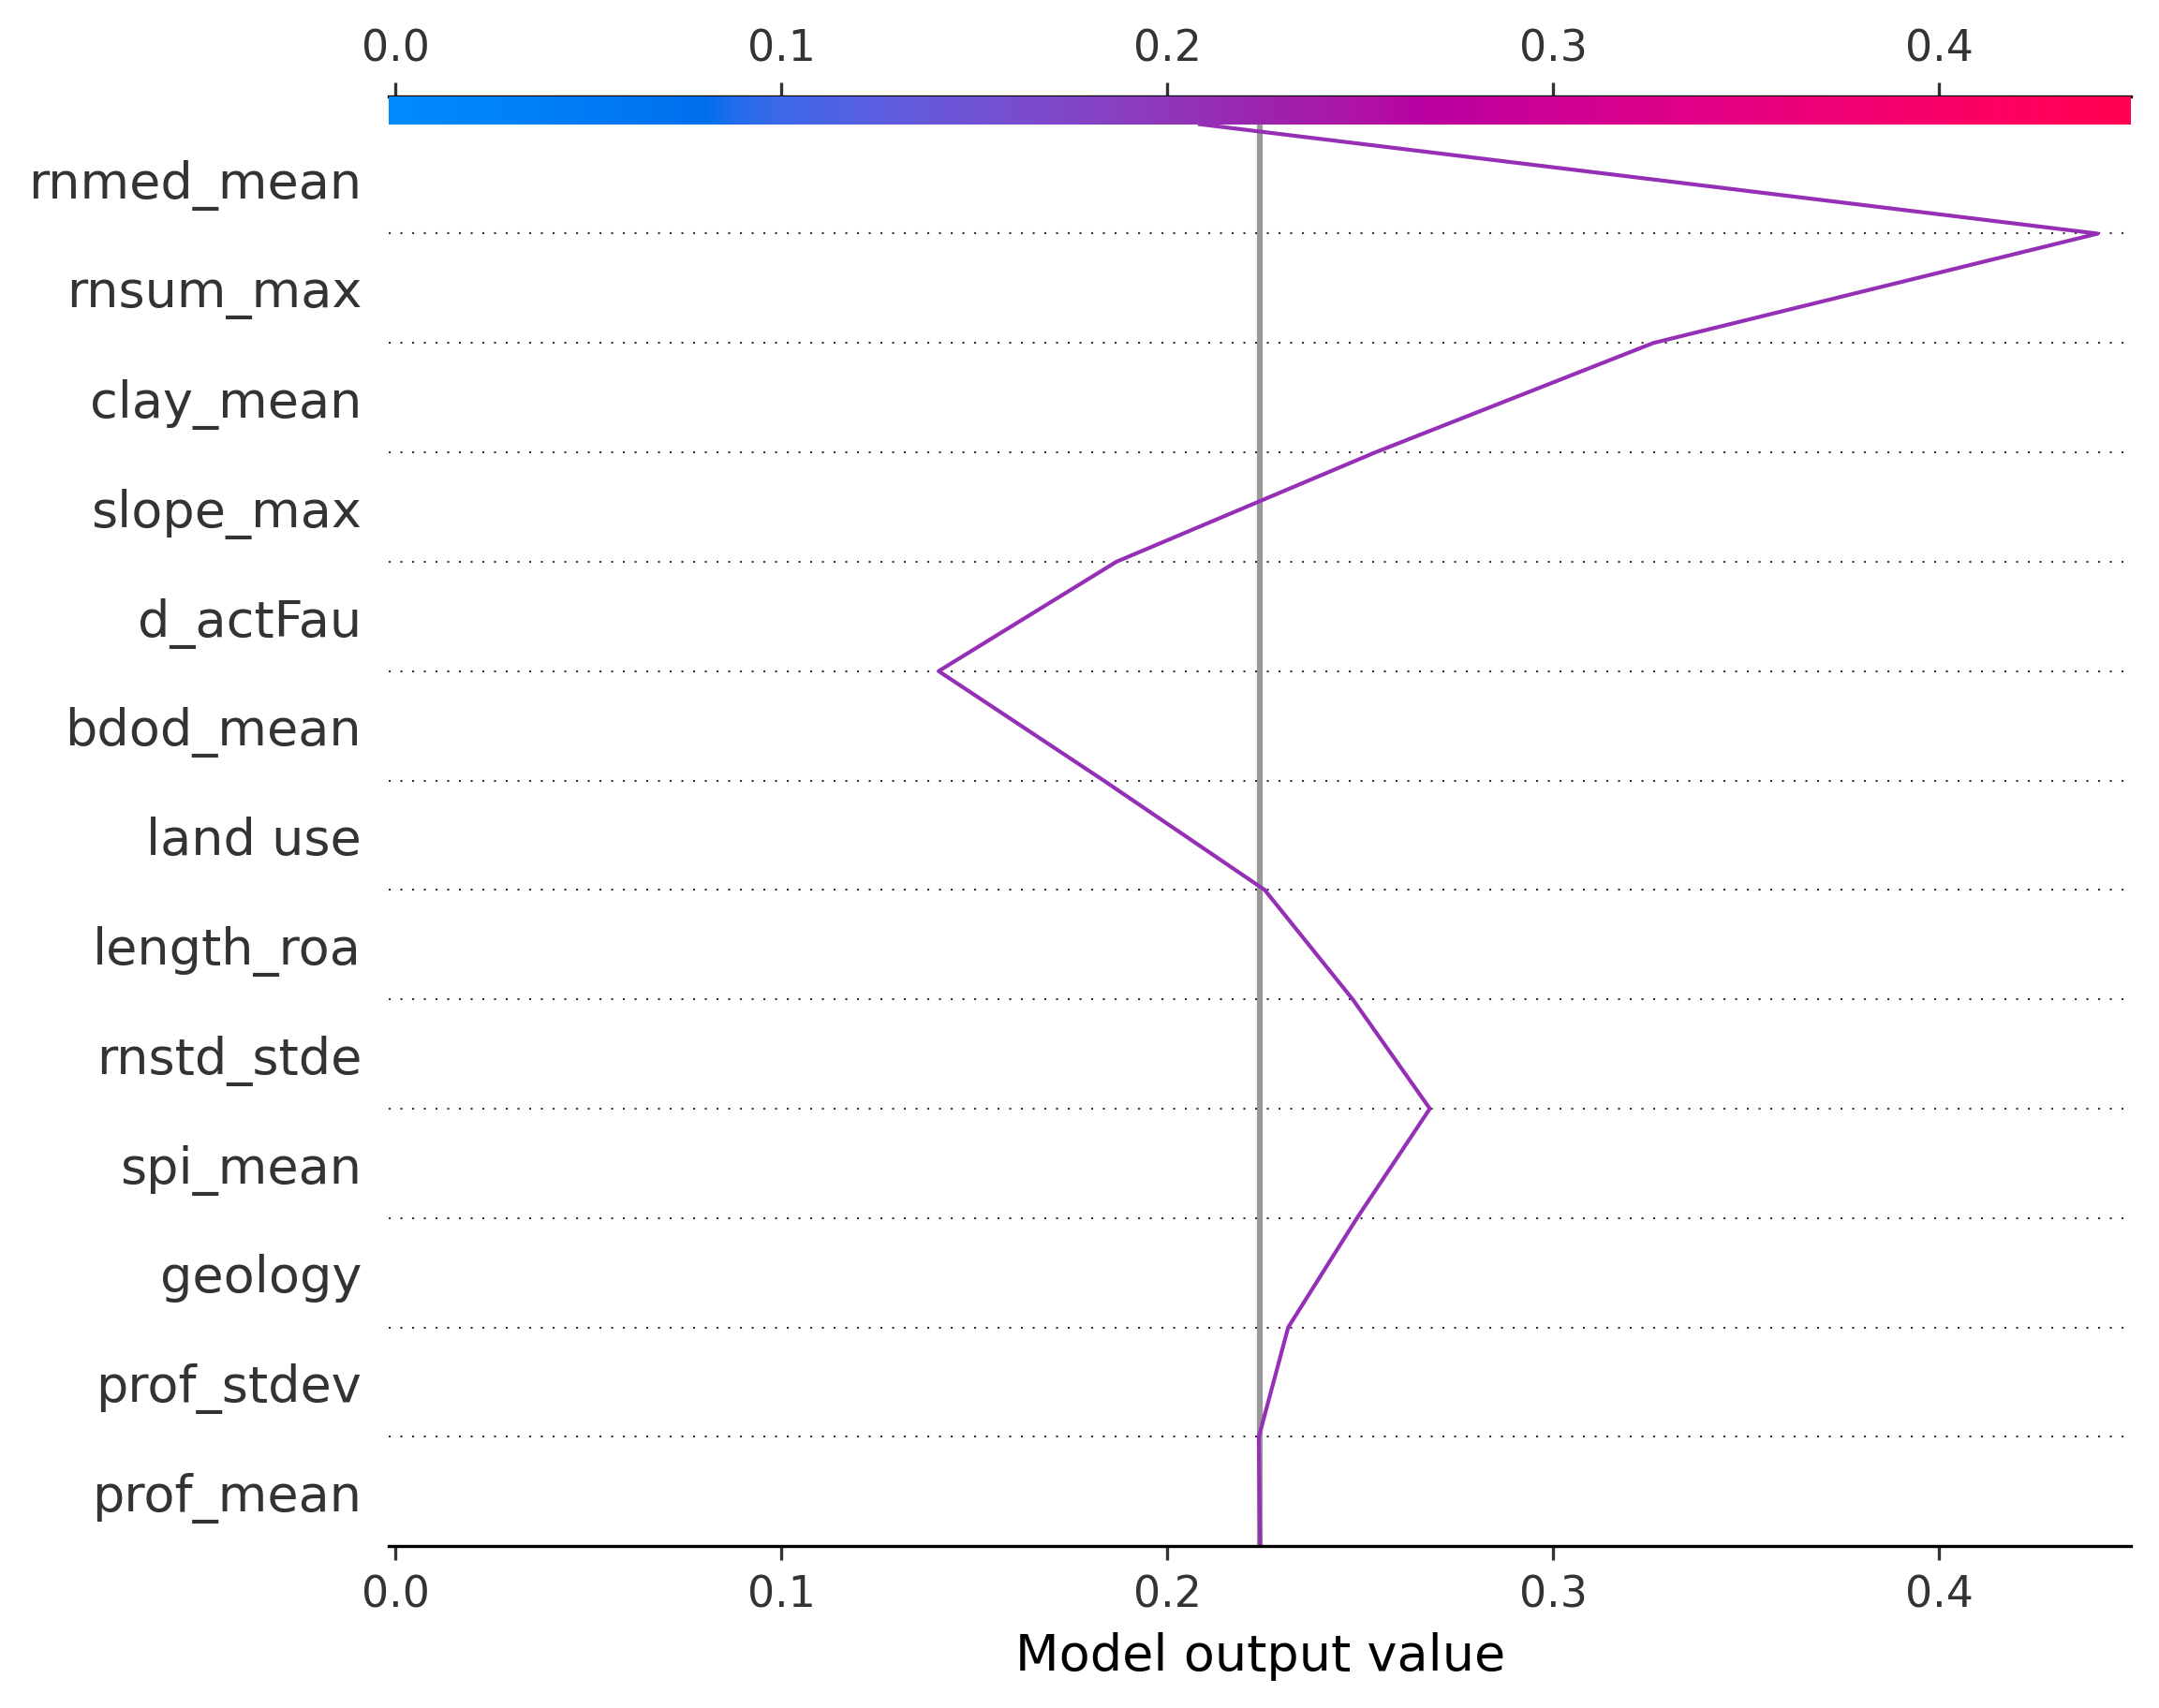 0.0 0.1 0.2 0.3 0.4
rnmed_mean
rnsum_max
clay_mean
slope_max
d_actFau
bdod_mean
land use
length_roa
rnstd_stde
spi_mean
geology
prof_stdev
prof_mean
0.0 0.1 0.2 0.3 0.4
Model output value